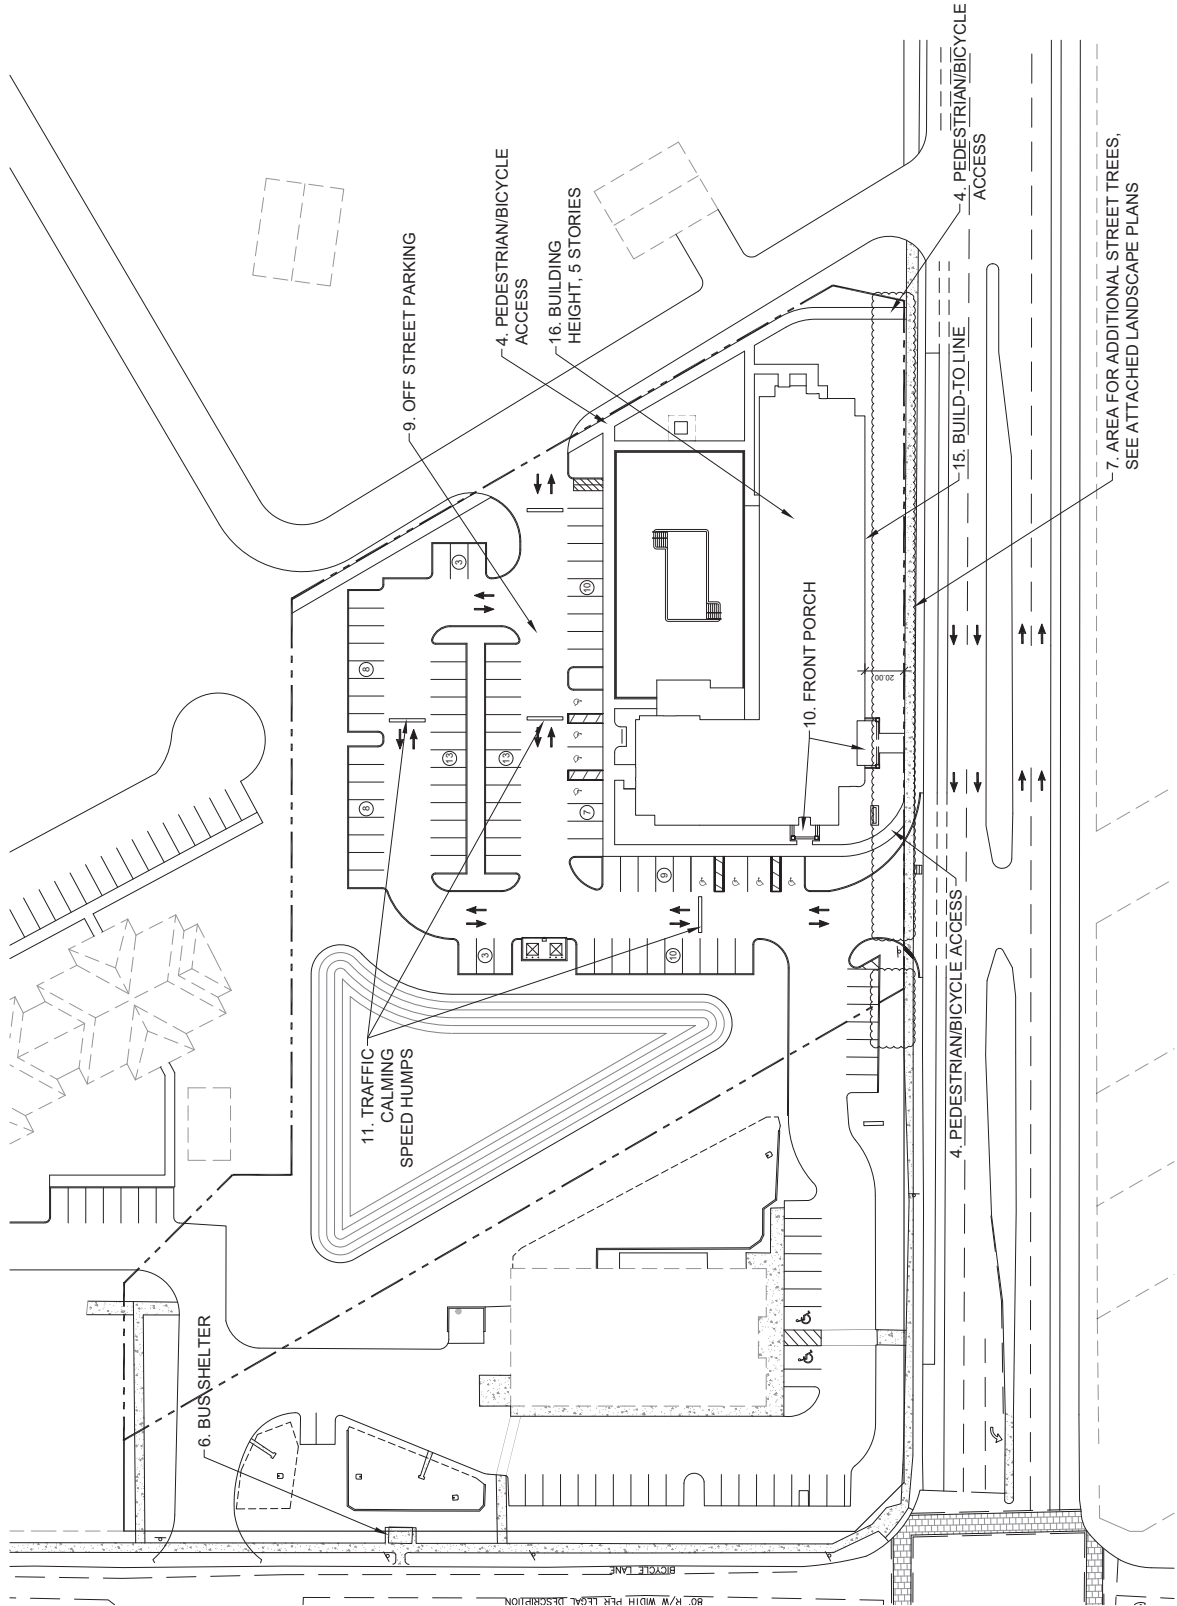 4. PEDESTRIAN/BICYCLE
ACCESS
4. PEDESTRIAN/BICYCLE
ACCESS
16. BUILDING
HEIGHT, 5 STORIES
9. OFF STREET PARKING
15. BUILD-TO LINE
7. AREA FOR ADDITIONAL STREET TREES,
SEE ATTACHED LANDSCAPE PLANS
10. FRONT PORCH
20.00
3
8
10
13
13
8
7
9
3
10
11. TRAFFIC
CALMING
SPEED HUMPS
4. PEDESTRIAN/BICYCLE ACCESS
6. BUS SHELTER
BICYCLE LANE
80' R/W WIDTH PER LEGAL DESCRIPTION